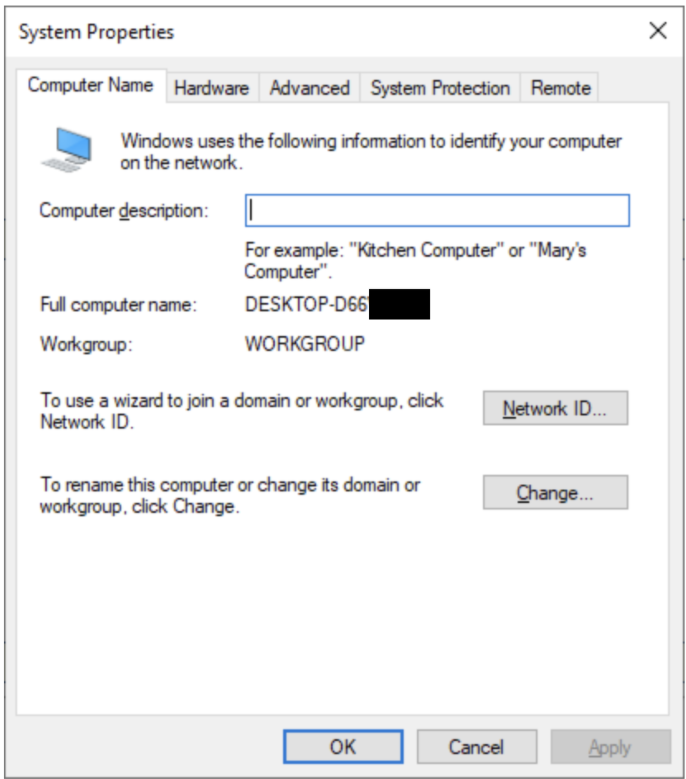 System Properties
Computer Name Hardware Advanced System Protection Remote
Windows uses the following information to identify your computer
on the network.
Computer description:
For example: "Kitchen Computer" or "Mary's
Computer".
Full computer name: DESKTOP-D66
Workgroup: WORKGROUP
To use a wizard to join a domain or workgroup, click
Network ID.
Network ID...
To rename this computer or change its domain or
workgroup, click Change.
Change...
OK Cancel Apply